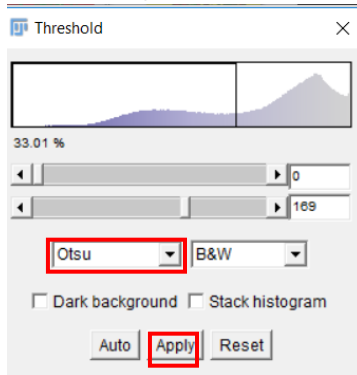 Threshold
33.01 %
0
169
Otsu B&W
Dark background Stack histogram
Auto Apply Reset